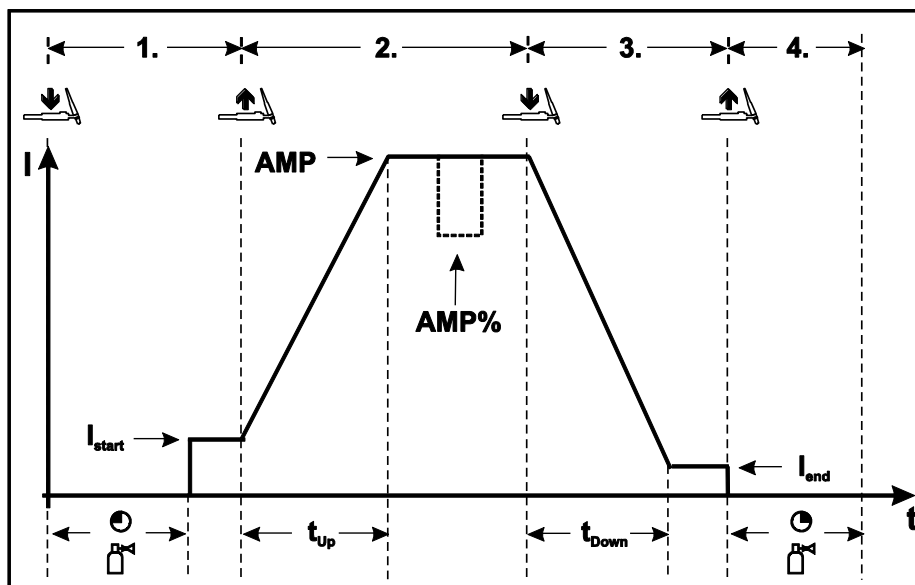 1. 2. 3. 4.
I
AMP
AMP%
Istart
Iend
t
tUp
tDown